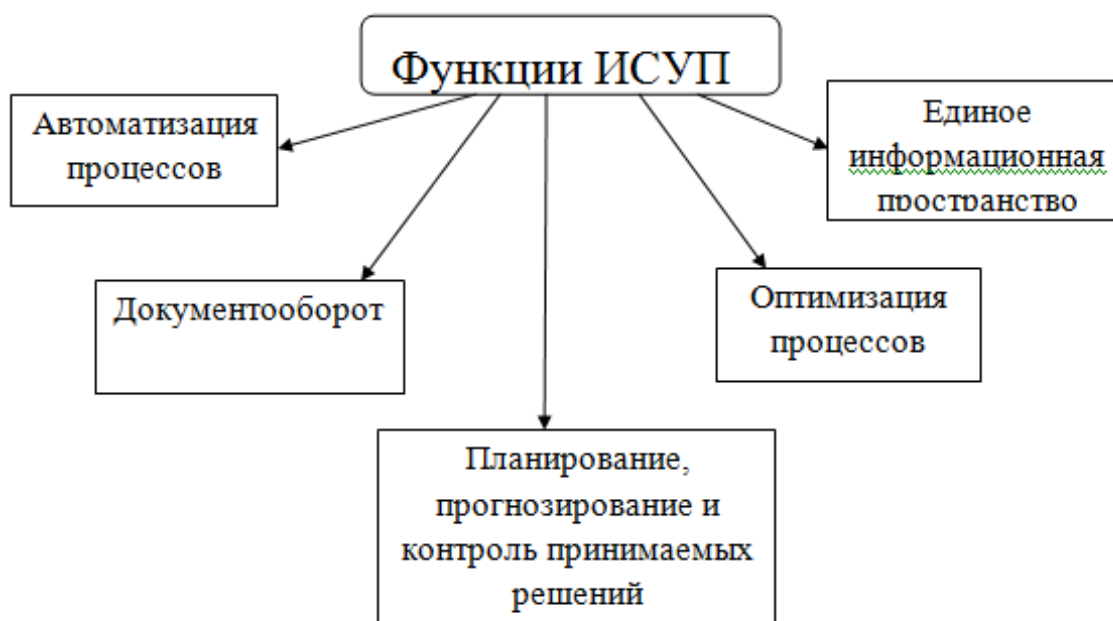 Функции ИСУП
Автоматизация
процессов
Единое
информационная
пространство
Документооборот
Оптимизация
процессов
Планирование,
прогнозирование и
контроль принимаемых
решений